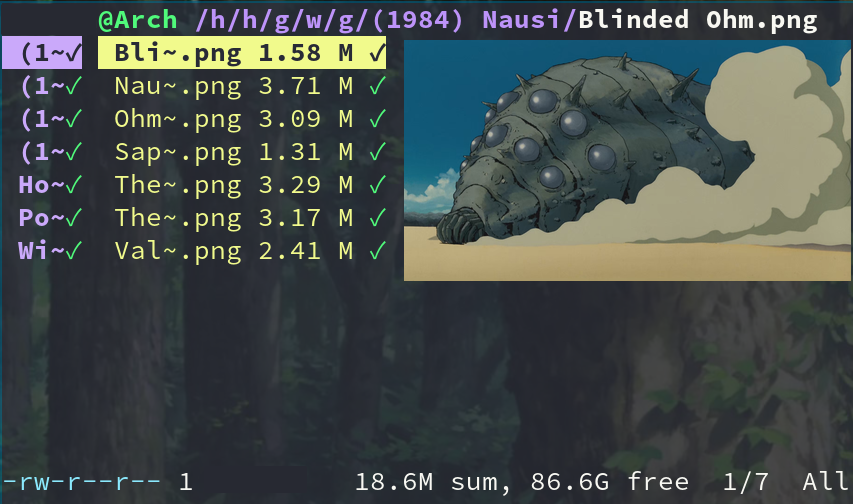 @Arch /h/h/g/w/g/(1984) Nausi/Blinded Ohm.png
(1~✓ Bli~.png 1.58 M ✓
(1~✓ Nau~.png 3.71 M ✓
(1~✓ Ohm~.png 3.09 M ✓
(1~✓ Sap~.png 1.31 M ✓
Ho~✓ The~.png 3.29 M ✓
Po~✓ The~.png 3.17 M ✓
Wi~✓ Val~.png 2.41 M ✓
-rw-r--r-- 1 18.6M sum, 86.6G free 1/7 All